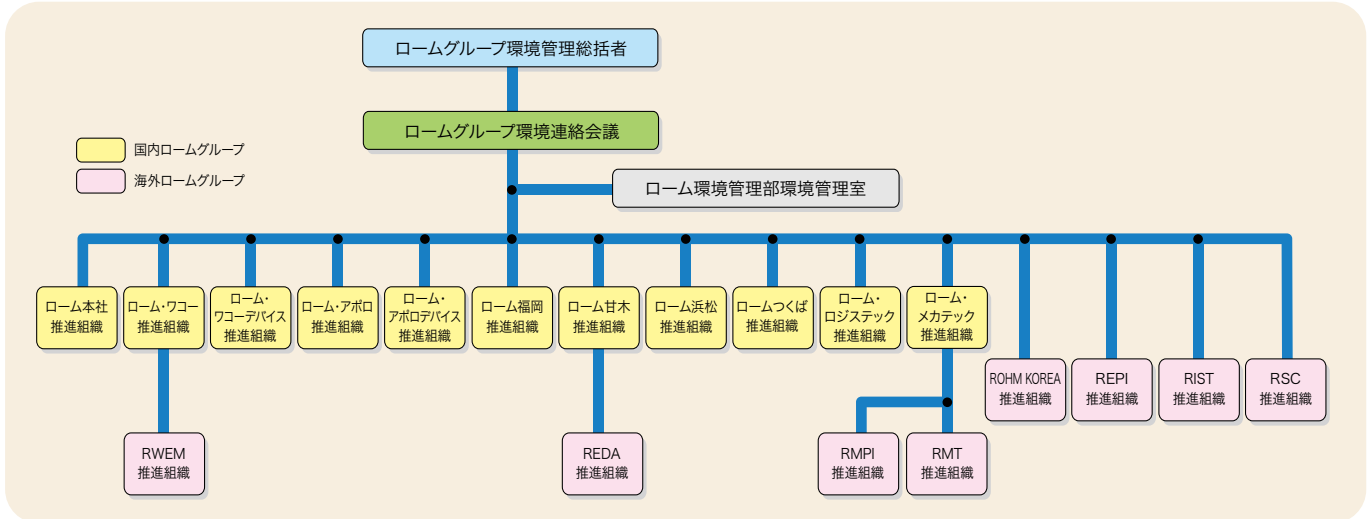 ロームグループ環境管理総括者
ロームグループ環境連絡会議
国内ロームグループ
海外ロームグループ
ローム環境管理部環境管理室
ローム本社
推進組織
ローム・ワコー
推進組織
ローム・
ワコーデバイス
推進組織
ローム・アポロ
推進組織
ローム・
アポロデバイス
推進組織
ローム福岡
推進組織
ローム甘木
推進組織
ローム浜松
推進組織
ロームつくば
推進組織
ローム・
ロジステック
推進組織
ローム・
メカテック
推進組織
ROHM KOREA
推進組織
REPI
推進組織
RIST
推進組織
RSC
推進組織
RWEM
推進組織
REDA
推進組織
RMPI
推進組織
RMT
推進組織